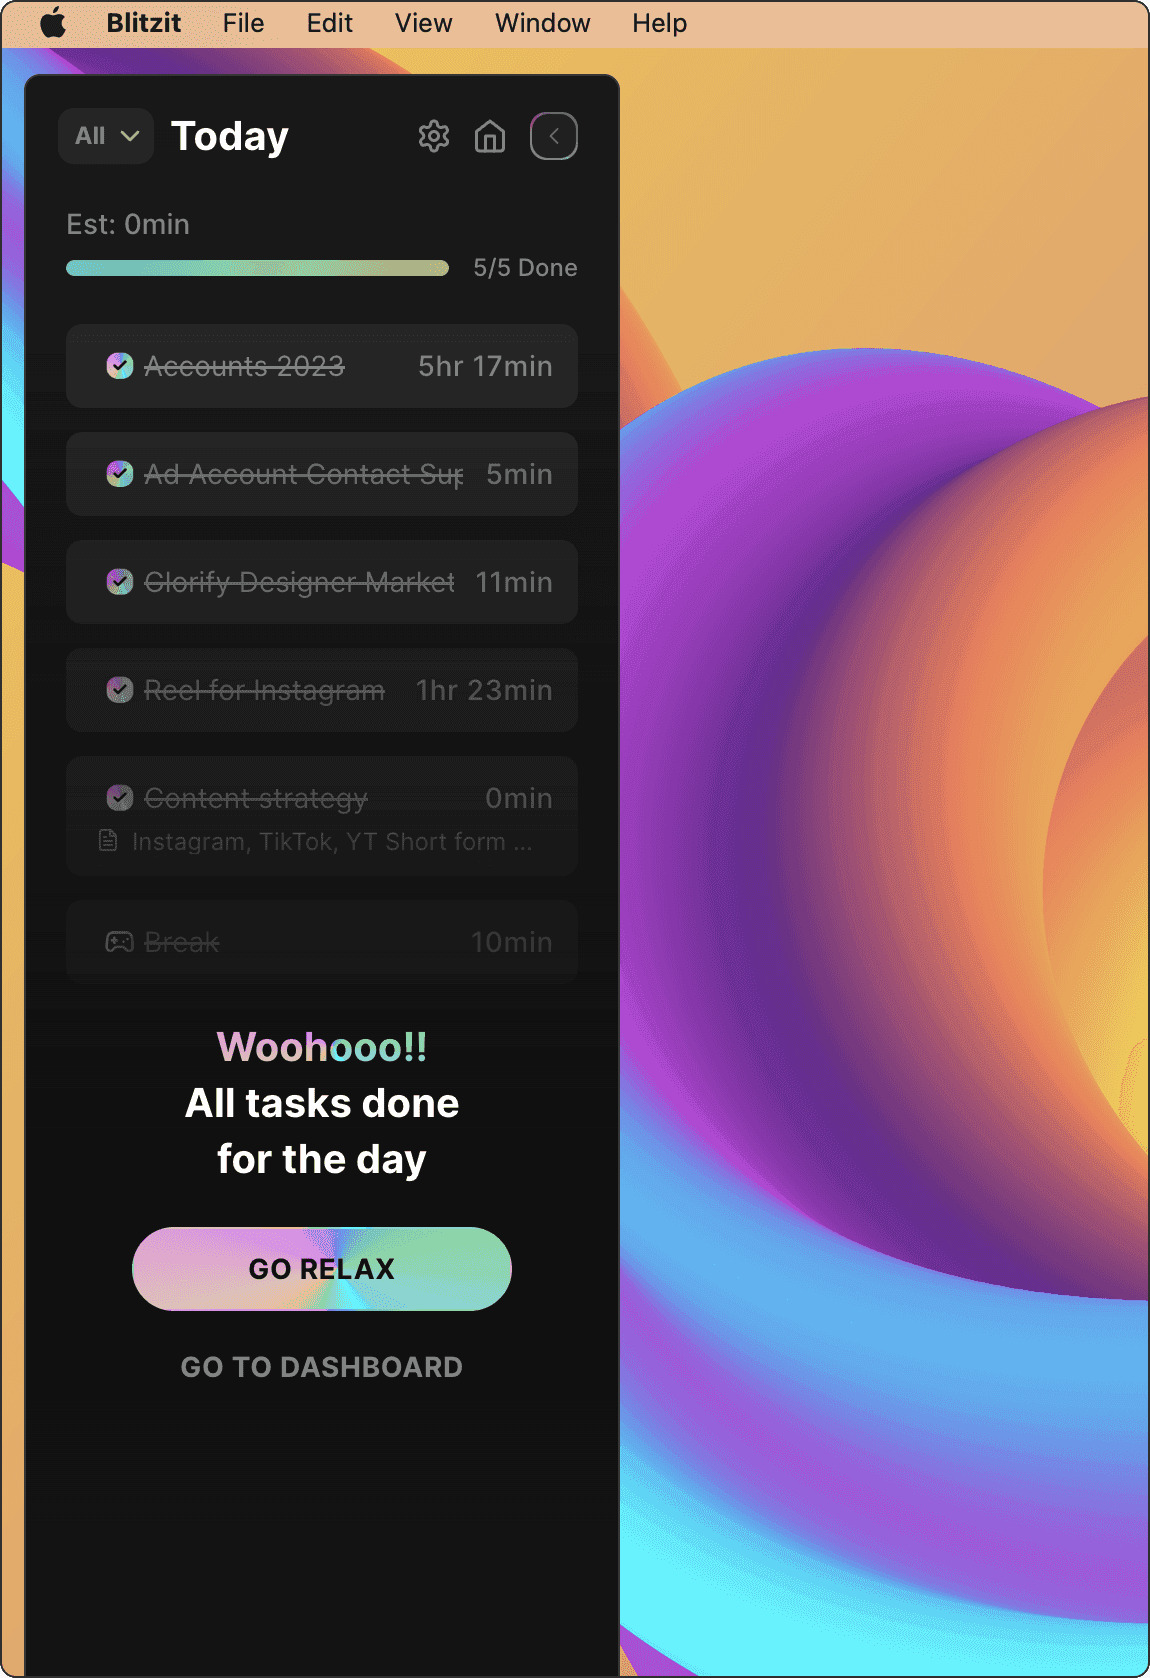 Blitzit File Edit View Window Help
All Today
Est: 0min
5/5 Done
Accounts 2023 5hr 17min
Ad Account Contact Sup 5min
Glorify Designer Market 11min
Reel for Instagram 1hr 23min
Content strategy 0min
Instagram, TikTok, YT Short form ...
Break 10min
Woohooo!!
All tasks done
for the day
GO RELAX
GO TO DASHBOARD